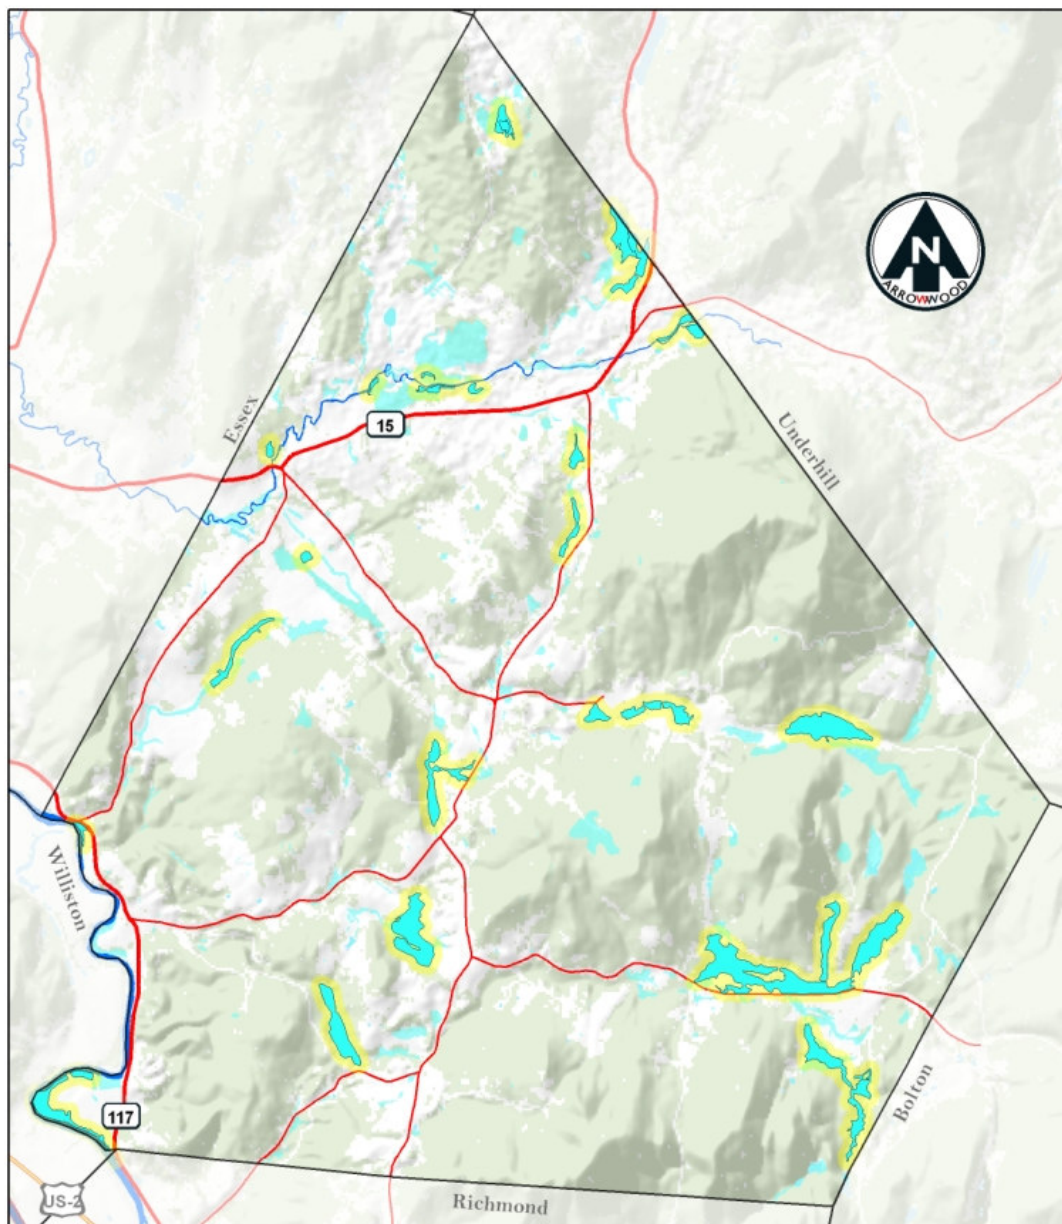 N
ARROWWOOD
Essex
15
Underhill
Williston
117
Bolton
US-2
Richmond